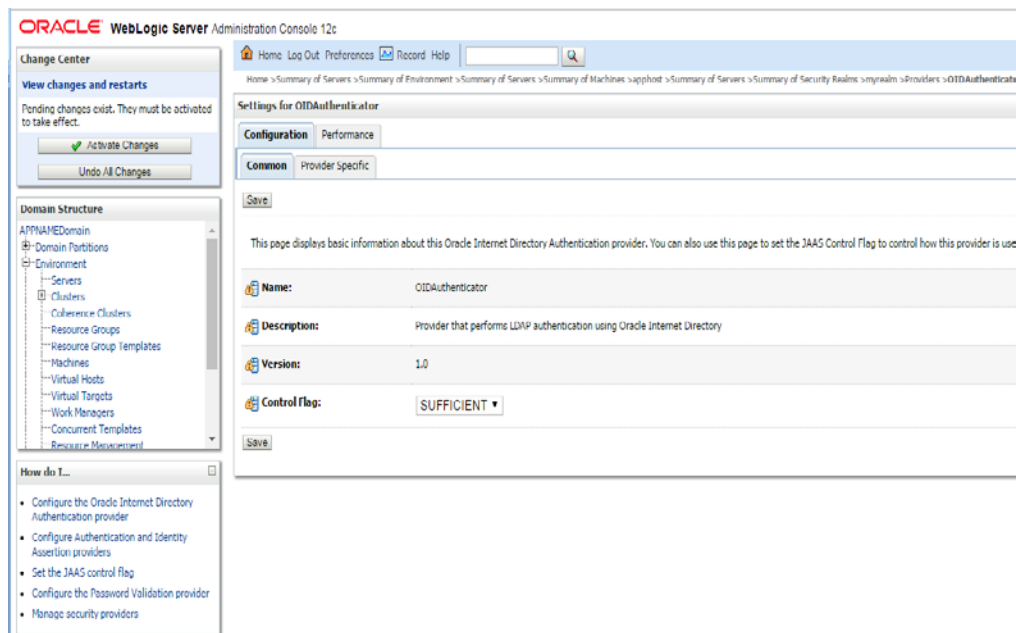 ORACLE WebLogic Server Administration Console 12c
Change Center
View changes and restarts
Pending changes exist. They must be activated
to take effect.
Activate Changes
Undo All Changes
Domain Structure
APPNAMEDomain
Domain Partitions
Environment
Servers
Clusters
Coherence Clusters
Resource Groups
Resource Group Templates
Machines
Virtual Hosts
Virtual Targets
Work Managers
Concurrent Templates
Resource Management
How do I...
Configure the Oracle Internet Directory
Authentication provider
Configure Authentication and Identity
Assertion providers
Set the JAAS control flag
Configure the Password Validation provider
Manage security providers
Home Log Out Preferences Record Help
Home >Summary of Servers >Summary of Environment >Summary of Servers >Summary of Machines >apphost >Summary of Servers >Summary of Security Realms >myrealm >Providers >OIDAuthenticato
Settings for OIDAuthenticator
Configuration Performance
Common Provider Specific
Save
This page displays basic information about this Oracle Internet Directory Authentication provider. You can also use this page to set the JAAS Control Flag to control how this provider is use
Name: OIDAuthenticator
Description: Provider that performs LDAP authentication using Oracle Internet Directory
Version: 1.0
Control Flag: SUFFICIENT
Save